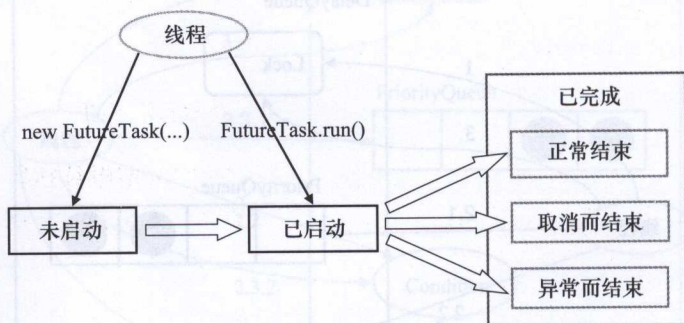 线程
new FutureTask(...)
FutureTask.run()
未启动
已启动
已完成
正常结束
取消而结束
异常而结束